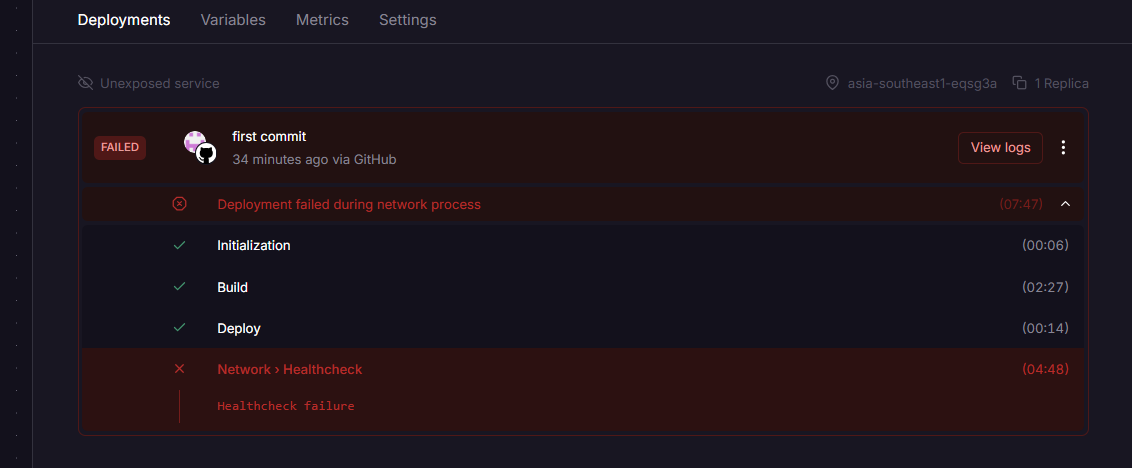 Deployments Variables Metrics Settings
Unexposed service asia-southeast1-eqsg3a 1 Replica
FAILED first commit View logs
34 minutes ago via GitHub
Deployment failed during network process (07:47)
Initialization (00:06)
Build (02:27)
Deploy (00:14)
Network › Healthcheck (04:48)
Healthcheck failure